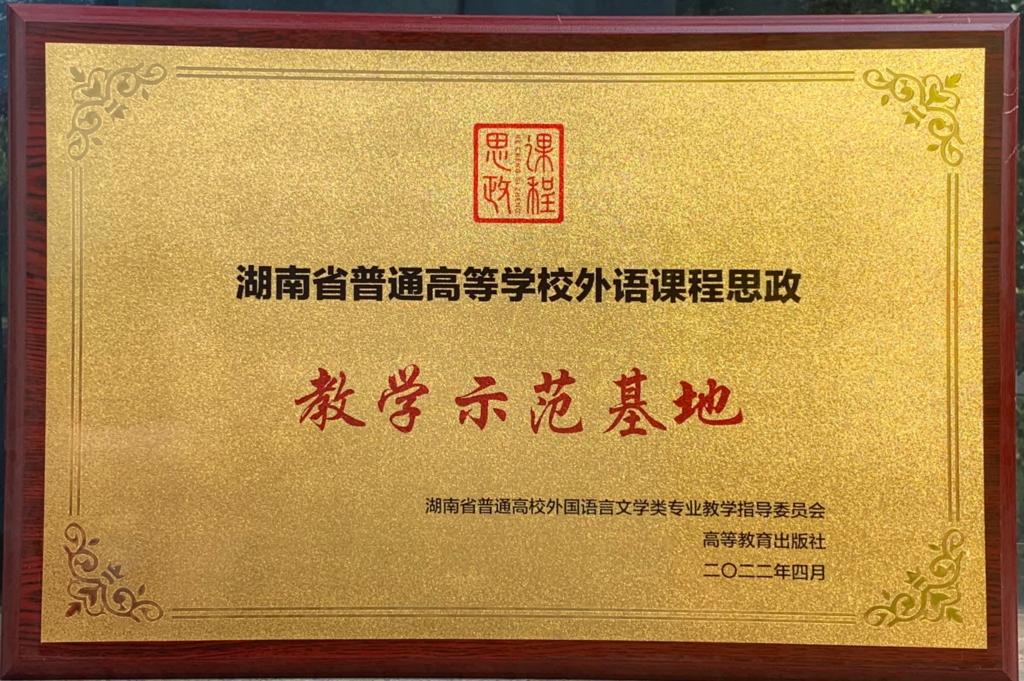 课程
思政
湖南省普通高等学校外语课程思政
教学示范基地
湖南省普通高校外国语言文学类专业教学指导委员会
高等教育出版社
二〇二二年四月